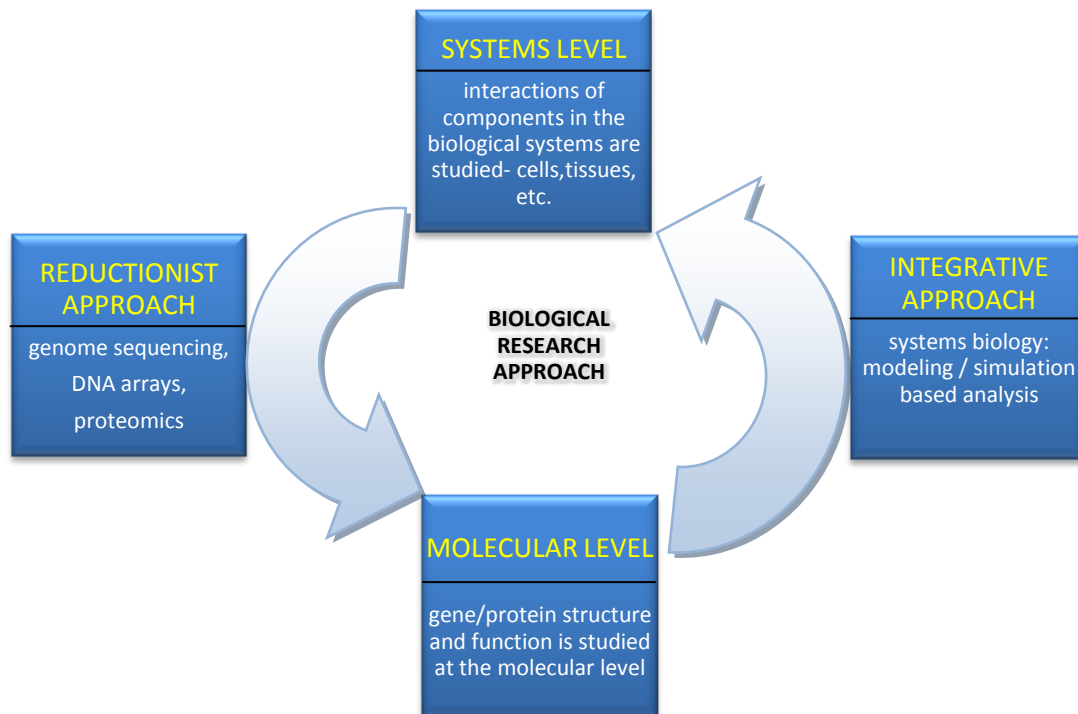 SYSTEMS LEVEL
interactions of
components in the
biological systems are
studied- cells,tissues,
etc.
REDUCTIONIST
APPROACH
genome sequencing,
DNA arrays,
proteomics
BIOLOGICAL
RESEARCH
APPROACH
INTEGRATIVE
APPROACH
systems biology:
modeling / simulation
based analysis
MOLECULAR LEVEL
gene/protein structure
and function is studied
at the molecular level